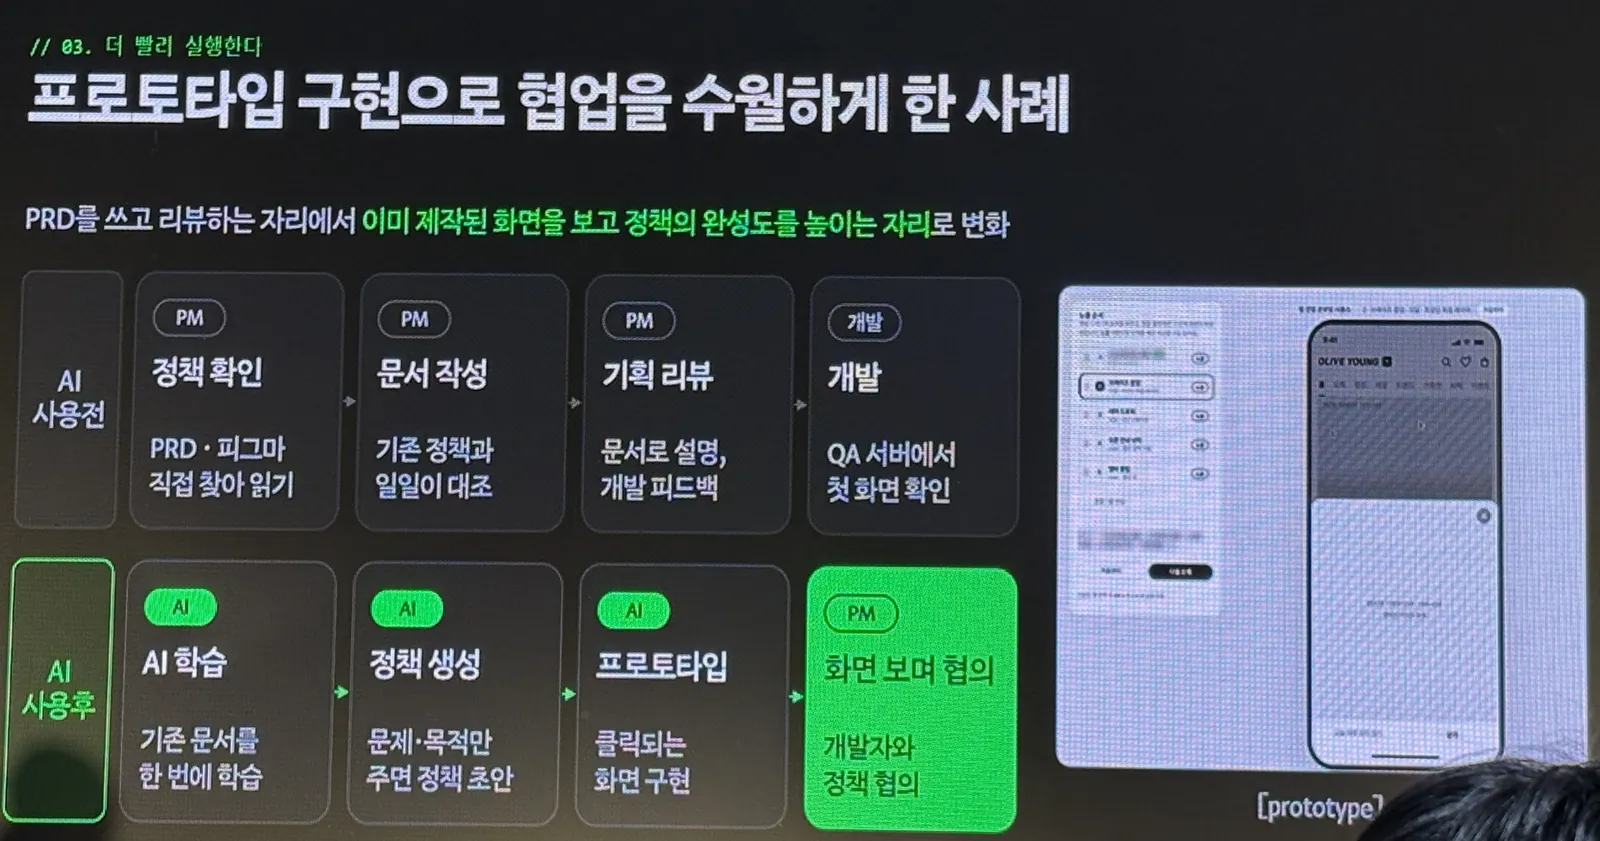 // 03. 더 빨리 실행한다
프로토타입 구현으로 협업을 수월하게 한 사례
PRD를 쓰고 리뷰하는 자리에서 이미 제작된 화면을 보고 정책의 완성도를 높이는 자리로 변화
AI
사용전
PM
정책 확인
PRD · 피그마
직접 찾아 읽기
PM
문서 작성
기존 정책과
일일이 대조
PM
기획 리뷰
문서로 설명,
개발 피드백
개발
개발
QA 서버에서
첫 화면 확인
AI
사용후
AI
AI 학습
기존 문서를
한 번에 학습
AI
정책 생성
문제·목적만
주면 정책 초안
AI
프로토타입
클릭되는
화면 구현
PM
화면 보며 협의
개발자와
정책 협의
9:41
OLIVE YOUNG
[prototype]